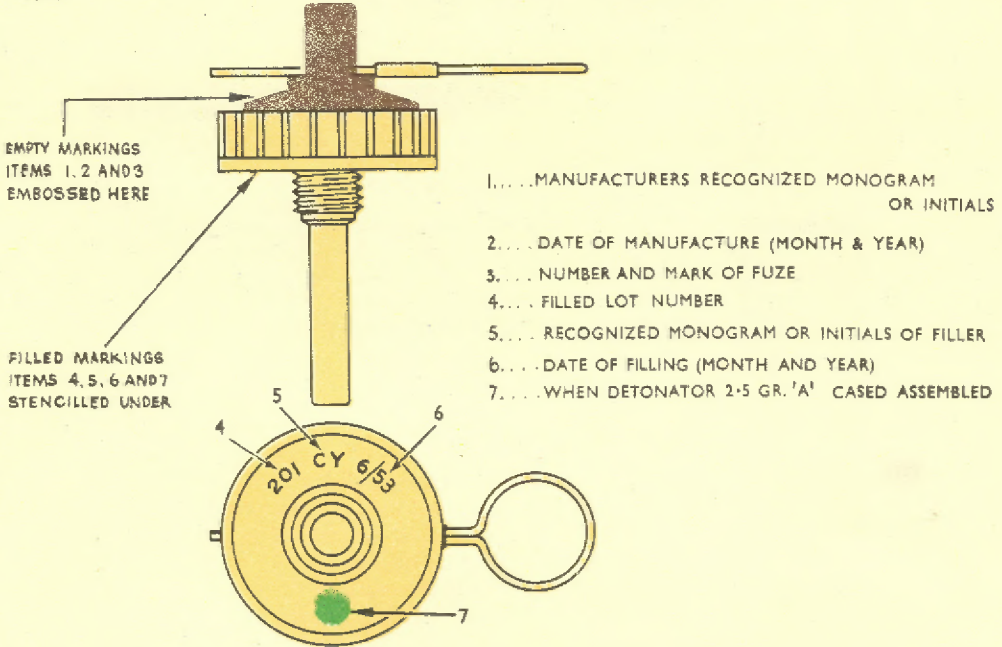 EMPTY MARKINGS
ITEMS 1, 2 AND 3
EMBOSSED HERE
1..... MANUFACTURERS RECOGNIZED MONOGRAM
OR INITIALS
2.... DATE OF MANUFACTURE (MONTH & YEAR)
3.... NUMBER AND MARK OF FUZE
4.... FILLED LOT NUMBER
5.... RECOGNIZED MONOGRAM OR INITIALS OF FILLER
6.... DATE OF FILLING (MONTH AND YEAR)
7.... WHEN DETONATOR 2·5 GR. 'A' CASED ASSEMBLED
FILLED MARKINGS
ITEMS 4, 5, 6 AND 7
STENCILLED UNDER
4
5
6
201 CY 6/53
7